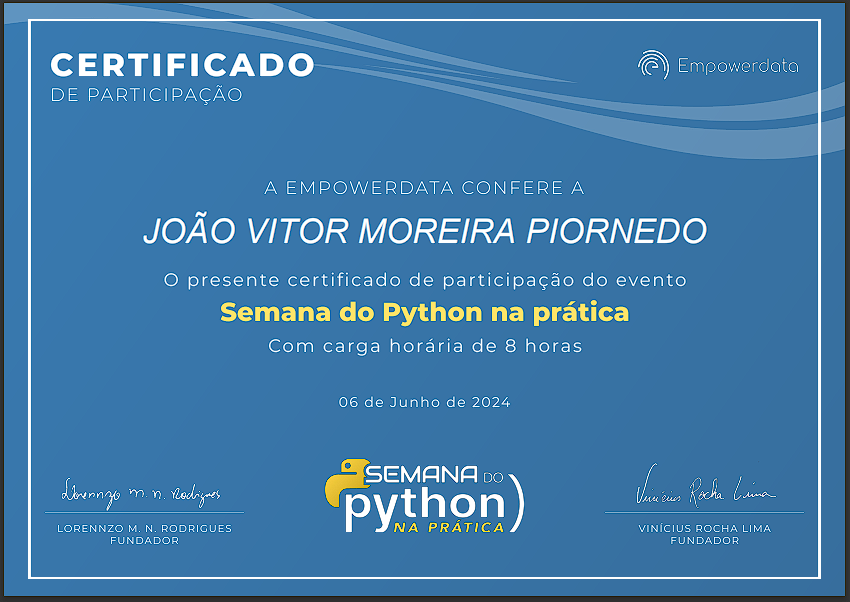 CERTIFICADO
DE PARTICIPAÇÃO
Empowerdata
A EMPOWERDATA CONFERE A
JOÃO VITOR MOREIRA PIORNEDO
O presente certificado de participação do evento
Semana do Python na prática
Com carga horária de 8 horas
06 de Junho de 2024
Lorennzo M. N. Rodrigues
LORENNZO M. N. RODRIGUES
FUNDADOR
SEMANA DO
python)
NA PRÁTICA
Vinícius Rocha Lima
VINÍCIUS ROCHA LIMA
FUNDADOR